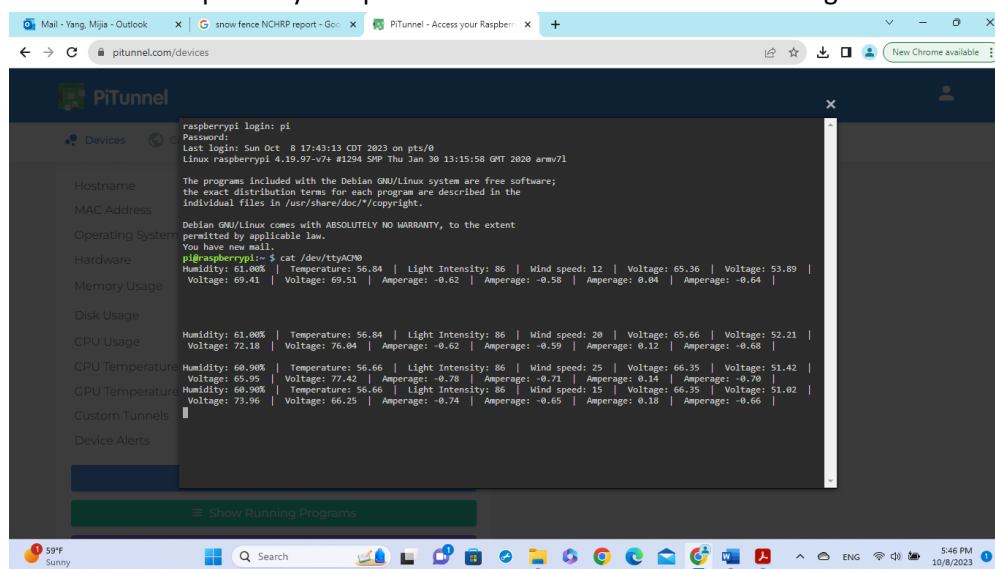 Mail - Yang, Mijia - Outlook
snow fence NCHRP report - Goo
PiTunnel - Access your Raspberr
pitunnel.com/devices
New Chrome available
PiTunnel
raspberrypi login: pi
Password:
Last login: Sun Oct  8 17:43:13 CDT 2023 on pts/0
Linux raspberrypi 4.19.97-v7+ #1294 SMP Thu Jan 30 13:15:58 GMT 2020 armv7l
The programs included with the Debian GNU/Linux system are free software;
the exact distribution terms for each program are described in the
individual files in /usr/share/doc/*/copyright.
Debian GNU/Linux comes with ABSOLUTELY NO WARRANTY, to the extent
permitted by applicable law.
You have new mail.
pi@raspberrypi:~ $ cat /dev/ttyACM0
Humidity: 61.00% | Temperature: 56.84 | Light Intensity: 86 | Wind speed: 12 | Voltage: 65.36 | Voltage: 53.89 |
Voltage: 69.41 | Voltage: 69.51 | Amperage: -0.62 | Amperage: -0.58 | Amperage: 0.04 | Amperage: -0.64 |
Humidity: 61.00% | Temperature: 56.84 | Light Intensity: 86 | Wind speed: 20 | Voltage: 65.66 | Voltage: 52.21 |
Voltage: 72.18 | Voltage: 76.04 | Amperage: -0.62 | Amperage: -0.59 | Amperage: 0.12 | Amperage: -0.68 |
Humidity: 60.90% | Temperature: 56.66 | Light Intensity: 86 | Wind speed: 25 | Voltage: 66.35 | Voltage: 51.42 |
Voltage: 65.95 | Voltage: 77.42 | Amperage: -0.78 | Amperage: -0.71 | Amperage: 0.14 | Amperage: -0.70 |
Humidity: 60.90% | Temperature: 56.66 | Light Intensity: 86 | Wind speed: 15 | Voltage: 66.35 | Voltage: 51.02 |
Voltage: 73.96 | Voltage: 66.25 | Amperage: -0.74 | Amperage: -0.65 | Amperage: 0.18 | Amperage: -0.66 |
Devices
Hostname
MAC Address
Operating System
Hardware
Memory Usage
Disk Usage
CPU Usage
CPU Temperature
GPU Temperature
Custom Tunnels
Device Alerts
Show Running Programs
59°F
Sunny
Search
ENG
5:46 PM
10/8/2023